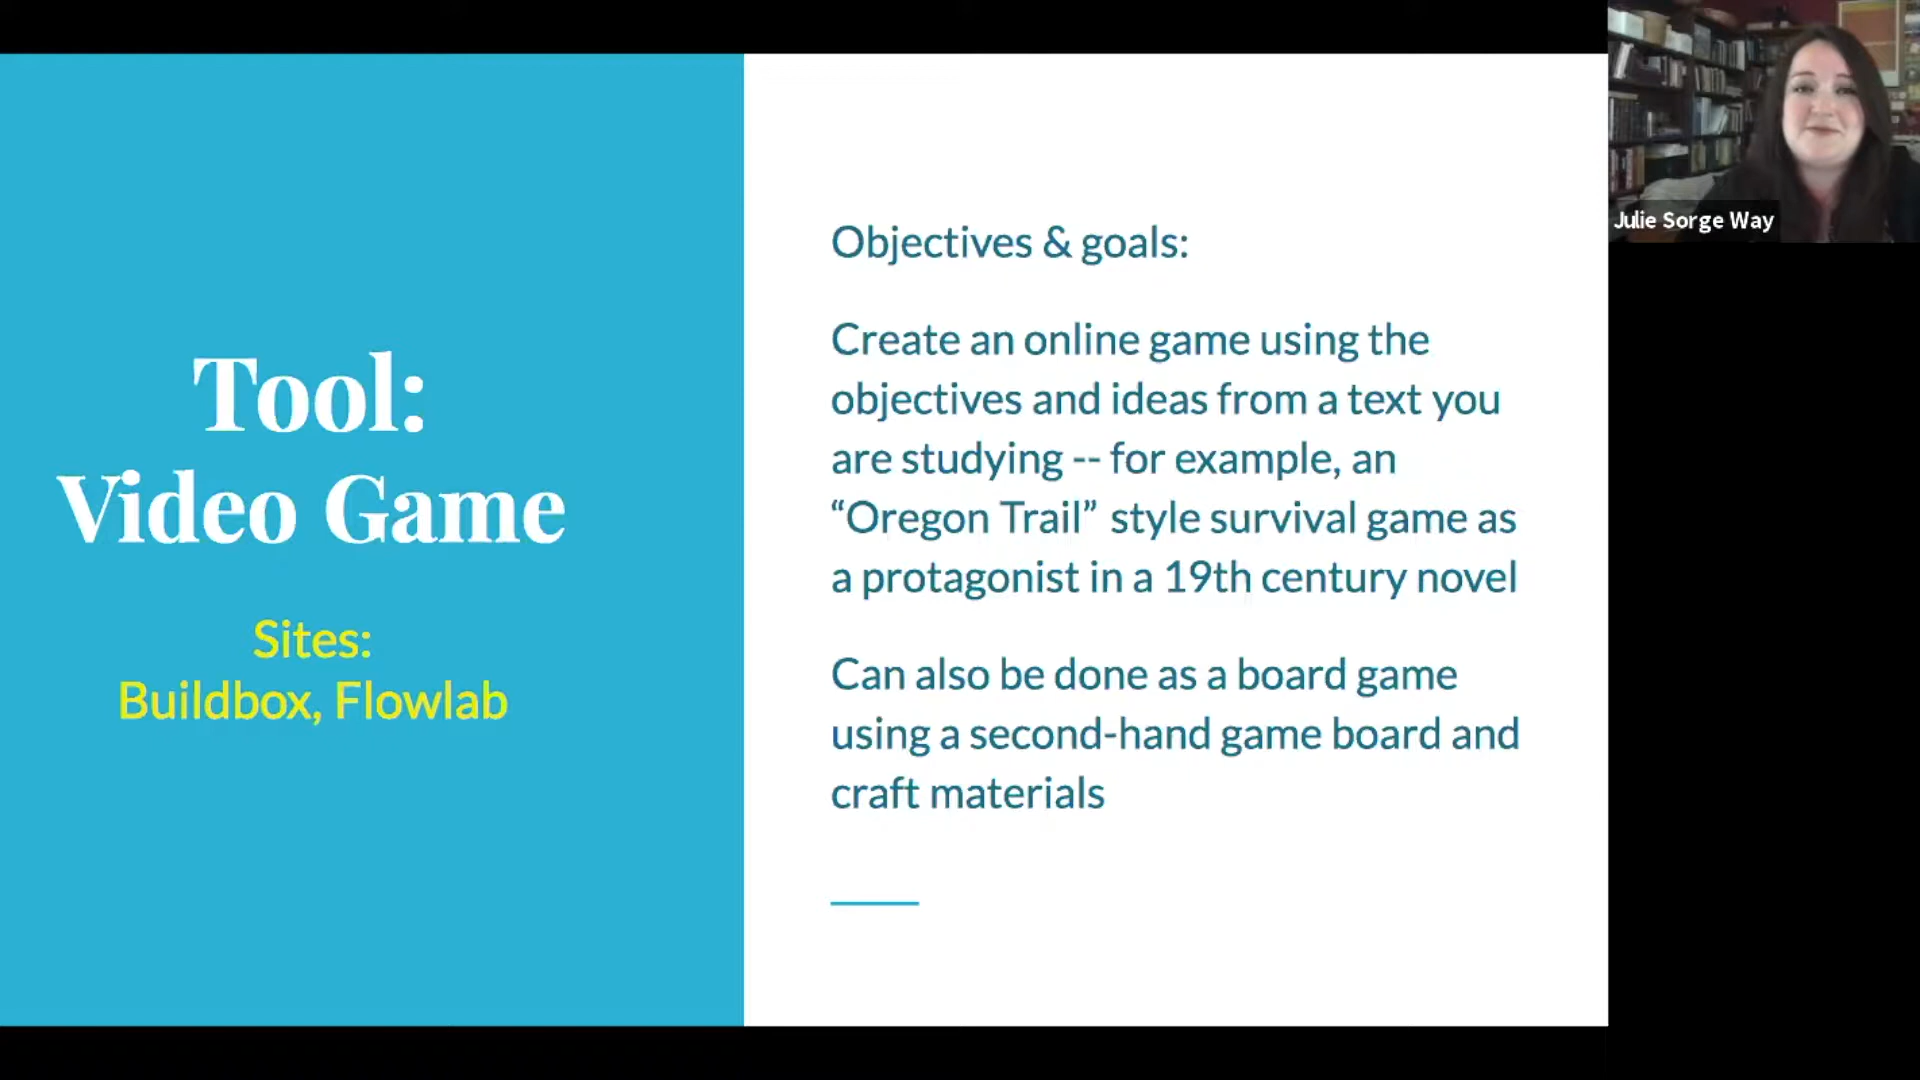 Tool:
Video Game
Sites:
Buildbox, Flowlab
Objectives & goals:
Create an online game using the
objectives and ideas from a text you
are studying -- for example, an
“Oregon Trail” style survival game as
a protagonist in a 19th century novel
Can also be done as a board game
using a second-hand game board and
craft materials
Julie Sorge Way